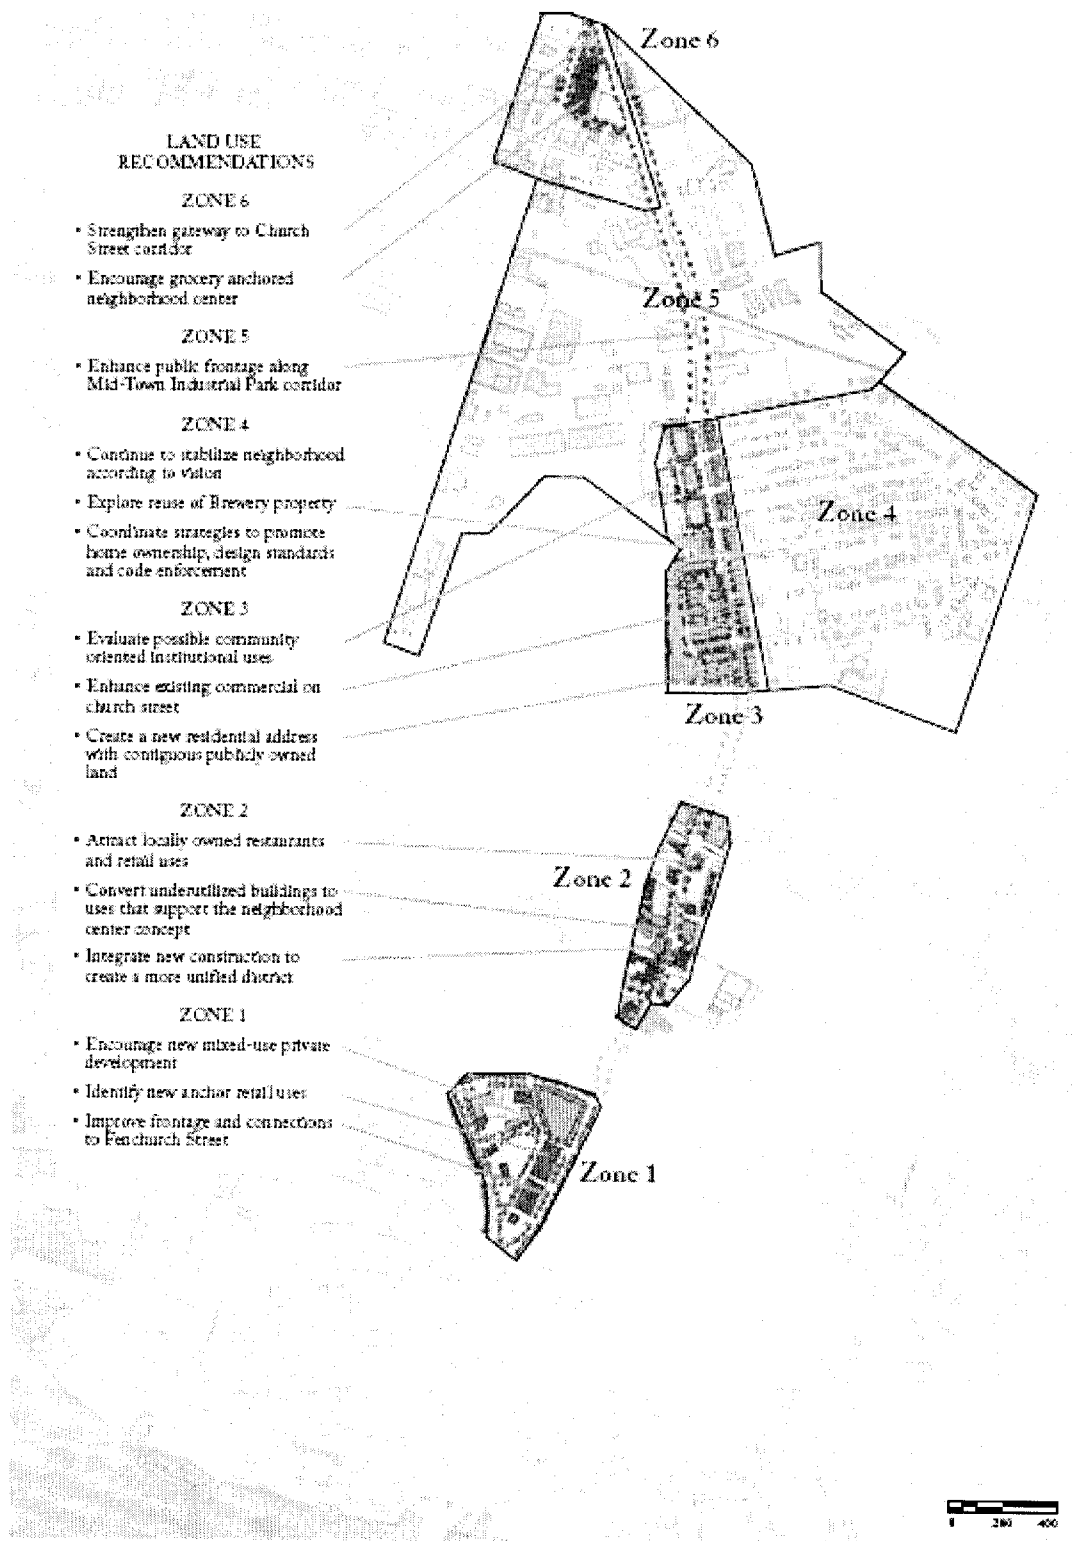 LAND USE
RECOMMENDATIONS
ZONE 6
• Strengthen gateway to Church
Street corridor
• Encourage grocery anchored
neighborhood center
ZONE 5
• Enhance public frontage along
Mid-Town Industrial Park corridor
ZONE 4
• Continue to stabilize neighborhood
according to vision
• Explore reuse of Brewery property
• Coordinate strategies to promote
home ownership, design standards
and code enforcement
ZONE 3
• Evaluate possible community
oriented institutional uses
• Enhance existing commercial on
church street
• Create a new residential address
with contiguous publicly owned
land
ZONE 2
• Attract locally owned restaurants
and retail uses
• Convert underutilized buildings to
uses that support the neighborhood
center concept
• Integrate new construction to
create a more unified district
ZONE 1
• Encourage new mixed-use private
development
• Identify new anchor retail uses
• Improve frontage and connections
to Fenchurch Street
Zone 6
Zone 5
Zone 4
Zone 3
Zone 2
Zone 1
0 200 400